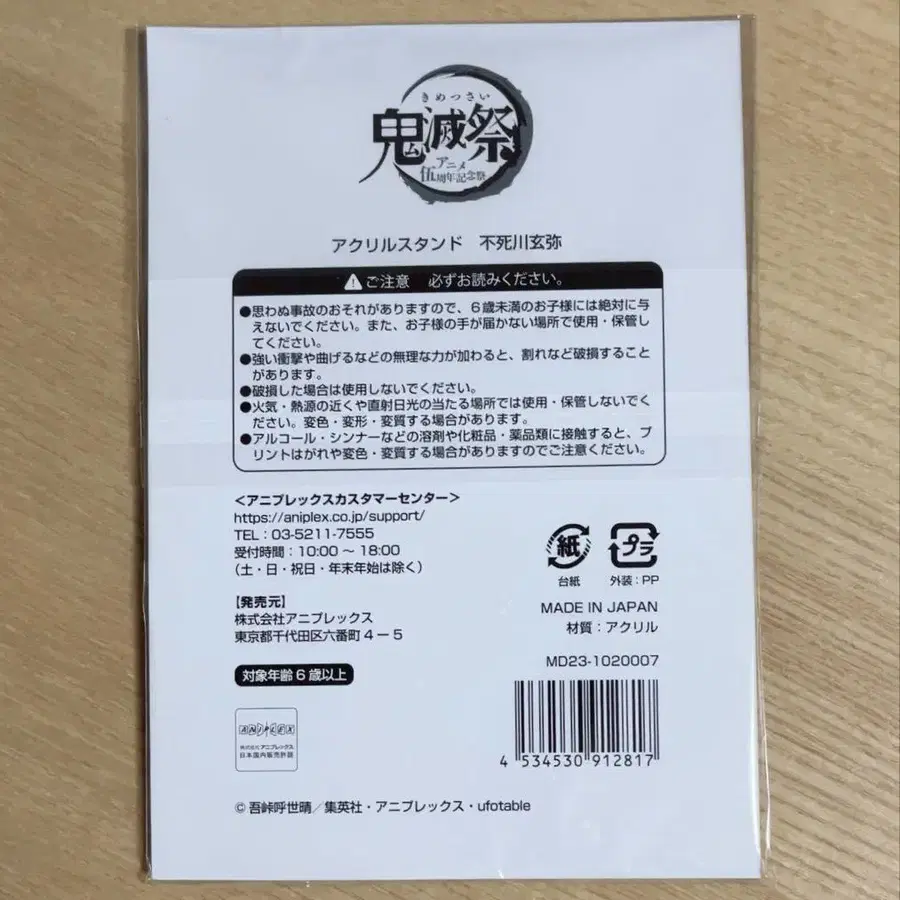 きめつさい
鬼滅祭
アニメ
伍周年記念祭
アクリルスタンド 不死川玄弥
ご注意 必ずお読みください。
●思わぬ事故のおそれがありますので、6歳未満のお子様には絶対に与
えないでください。また、お子様の手が届かない場所で使用・保管し
てください。
●強い衝撃や曲げるなどの無理な力が加わると、割れなど破損すること
があります。
●破損した場合は使用しないでください。
●火気・熱源の近くや直射日光の当たる場所では使用・保管しないでく
ださい。変色・変形・変質する場合があります。
●アルコール・シンナーなどの溶剤や化粧品・薬品類に接触すると、プ
リントはがれや変色・変質する場合がありますのでご注意ください。
<アニプレックスカスタマーセンター>
https://aniplex.co.jp/support/
TEL:03-5211-7555
受付時間:10:00~18:00
(土・日・祝日・年末年始は除く)
【発売元】
株式会社アニプレックス
東京都千代田区六番町4-5
対象年齢6歳以上
紙
台紙
プラ
外装:PP
MADE IN JAPAN
材質:アクリル
MD23-1020007
4 534530 912817
ANIPLEX
株式会社アニプレックス
日本国内販売許諾
© 吾峠呼世晴/集英社・アニプレックス・ufotable